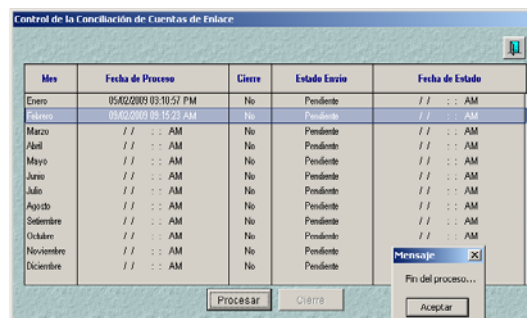 Control de la Conciliación de Cuentas de Enlace
Mes Fecha de Proceso Cierre Estado Envio Fecha de Estado
Enero 05/02/2009 03:10:57 PM No Pendiente / / : : AM
Febrero 09/02/2009 09:15:23 AM No Pendiente / / : : AM
Marzo / / : : AM No Pendiente / / : : AM
Abril / / : : AM No Pendiente / / : : AM
Mayo / / : : AM No Pendiente / / : : AM
Junio / / : : AM No Pendiente / / : : AM
Julio / / : : AM No Pendiente / / : : AM
Agosto / / : : AM No Pendiente / / : : AM
Setiembre / / : : AM No Pendiente / / : : AM
Octubre / / : : AM No Pendiente / / : : AM
Noviembre / / : : AM No Pendiente
Diciembre / / : : AM No Pendiente
Mensaje
Fin del proceso...
Aceptar
Procesar Cierre